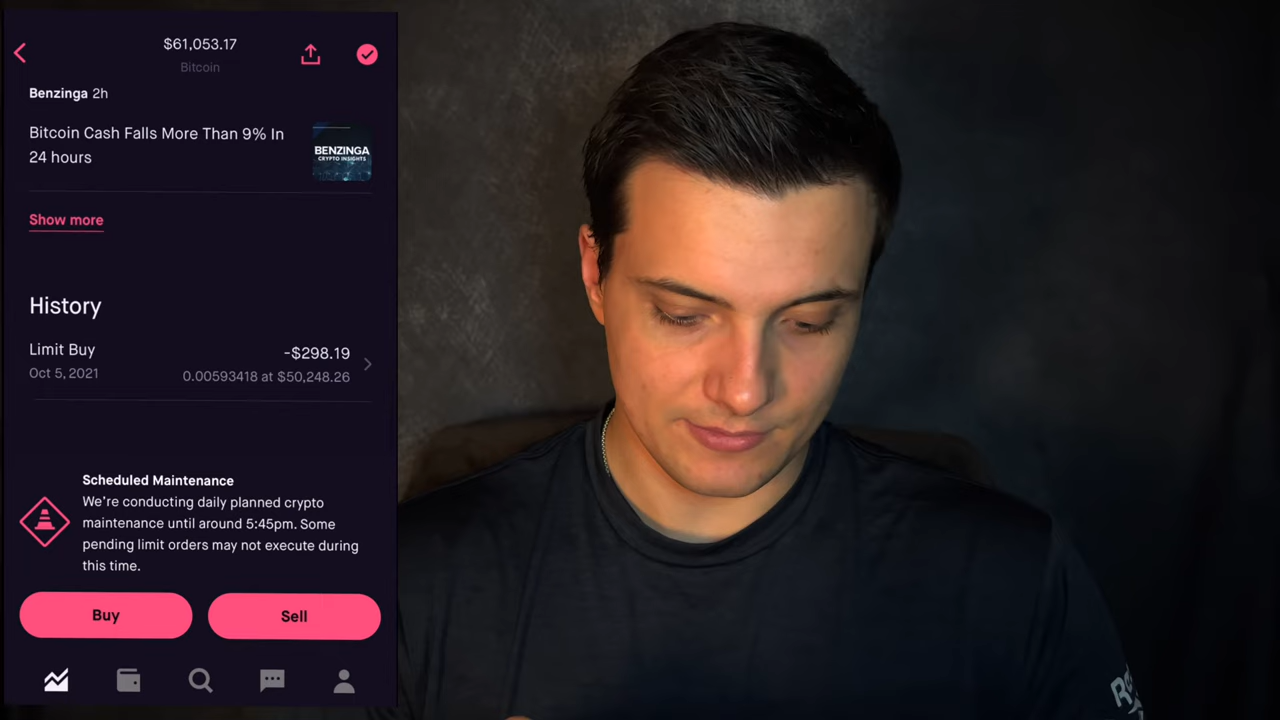 $61,053.17
Bitcoin
Benzinga 2h
Bitcoin Cash Falls More Than 9% In
24 hours
BENZINGA
CRYPTO INSIGHTS
Show more
History
Limit Buy
-$298.19
Oct 5, 2021
0.00593418 at $50,248.26
Scheduled Maintenance
We're conducting daily planned crypto
maintenance until around 5:45pm. Some
pending limit orders may not execute during
this time.
Buy
Sell